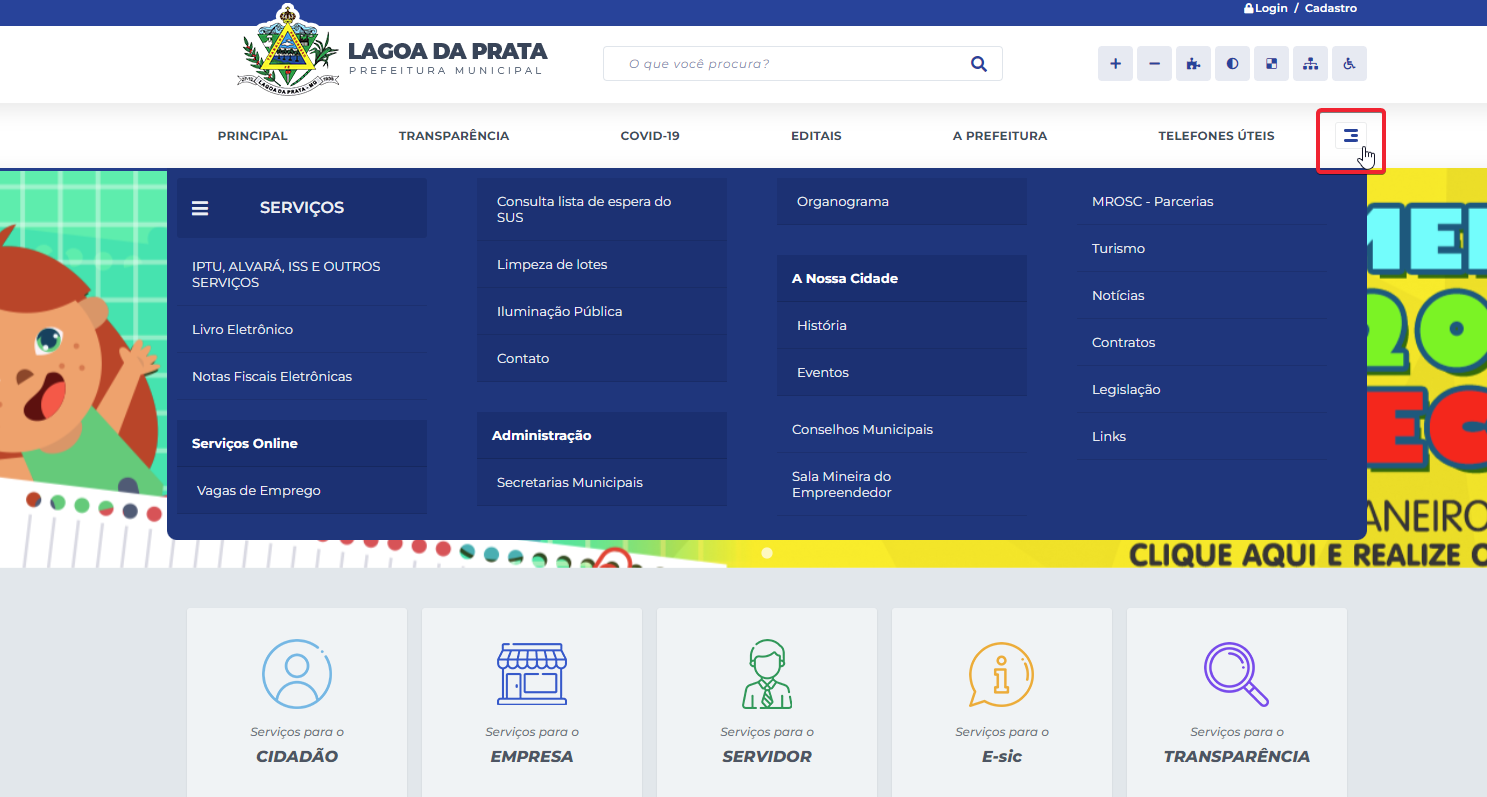 Login / Cadastro
LAGOA DA PRATA
PREFEITURA MUNICIPAL
LAGOA DA PRATA - MG
O que você procura?
PRINCIPAL
TRANSPARÊNCIA
COVID-19
EDITAIS
A PREFEITURA
TELEFONES ÚTEIS
SERVIÇOS
IPTU, ALVARÁ, ISS E OUTROS
SERVIÇOS
Livro Eletrônico
Notas Fiscais Eletrônicas
Serviços Online
Vagas de Emprego
Consulta lista de espera do
SUS
Limpeza de lotes
Iluminação Pública
Contato
Administração
Secretarias Municipais
Organograma
A Nossa Cidade
História
Eventos
Conselhos Municipais
Sala Mineira do
Empreendedor
MROSC - Parcerias
Turismo
Notícias
Contratos
Legislação
Links
ANEIRO
CLIQUE AQUI E REALIZE O
Serviços para o
CIDADÃO
Serviços para o
EMPRESA
Serviços para o
SERVIDOR
Serviços para o
E-sic
Serviços para o
TRANSPARÊNCIA